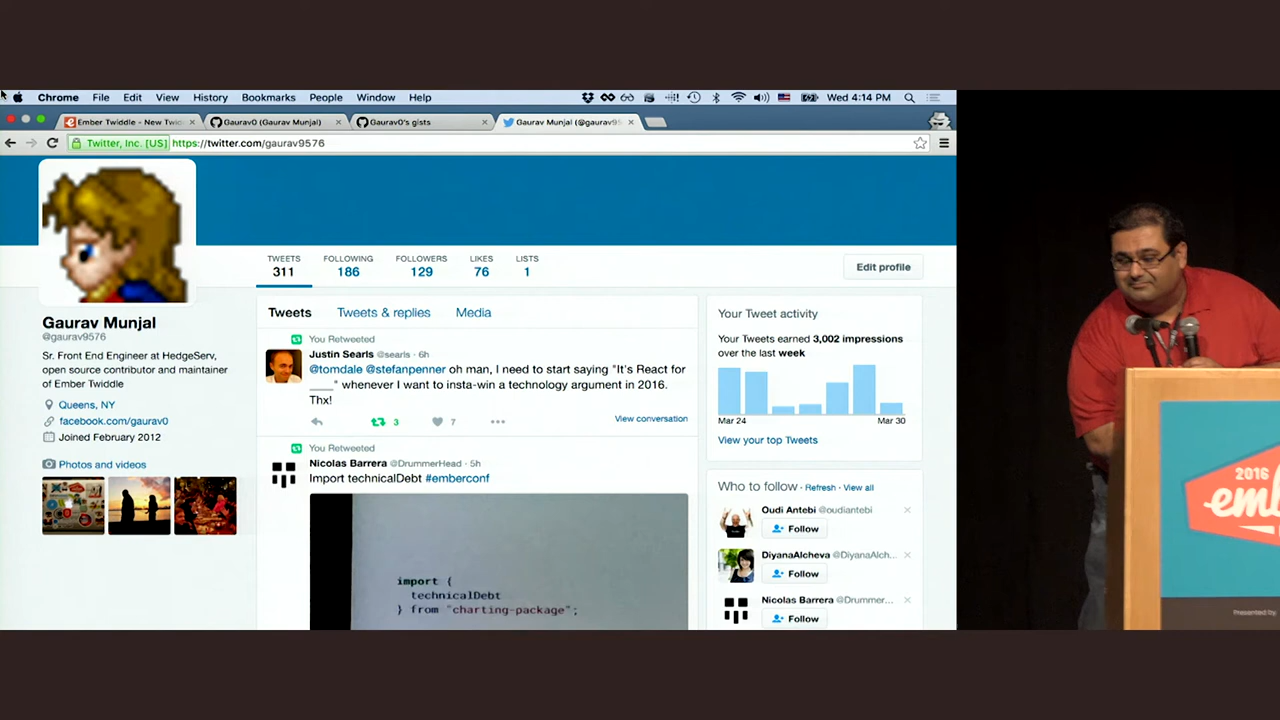 Chrome File Edit View History Bookmarks People Window Help Wed 4:14 PM
Ember Twiddle - New Twid Gaurav0 (Gaurav Munjal) Gaurav0's gists Gaurav Munjal (@gaurav95
Twitter, Inc. [US] https://twitter.com/gaurav9576
TWEETS FOLLOWING FOLLOWERS LIKES LISTS
311 186 129 76 1
Edit profile
Gaurav Munjal
@gaurav9576
Sr. Front End Engineer at HedgeServ,
open source contributor and maintainer
of Ember Twiddle
Queens, NY
facebook.com/gaurav0
Joined February 2012
Photos and videos
Tweets Tweets & replies Media
You Retweeted
Justin Searls @searls · 6h
@tomdale @stefanpenner oh man, I need to start saying "It's React for
____" whenever I want to insta-win a technology argument in 2016.
Thx!
3 7 View conversation
You Retweeted
Nicolas Barrera @DrummerHead · 5h
Import technicalDebt #emberconf
import {
technicalDebt
} from "charting-package";
Your Tweet activity
Your Tweets earned 3,002 impressions
over the last week
Mar 24 Mar 30
View your top Tweets
Who to follow · Refresh · View all
Oudi Antebi @oudiantebi
Follow
DiyanaAlcheva @DiyanaAlch...
Follow
Nicolas Barrera @Drummer...
Follow
2016
emb
Presented by